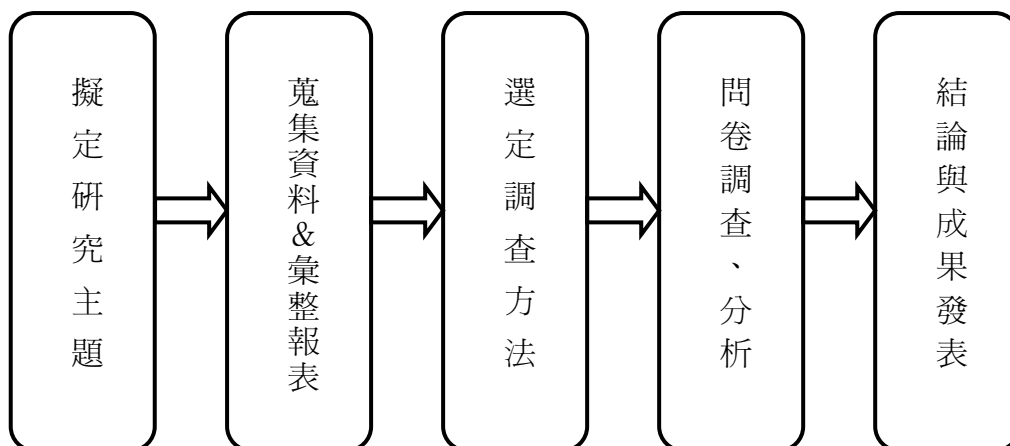 擬定研究主題
蒐集資料&彙整報表
選定調查方法
問卷調查、分析
結論與成果發表